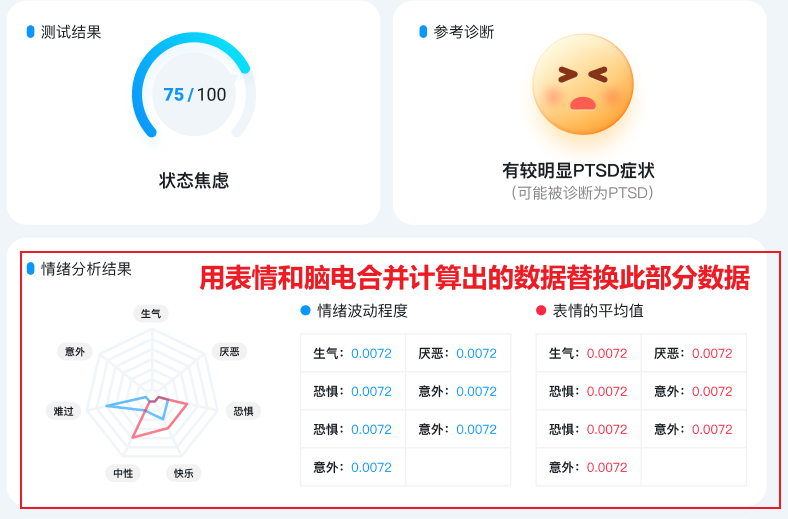 测试结果
75/100
状态焦虑
参考诊断
有较明显PTSD症状
（可能被诊断为PTSD）
情绪分析结果
用表情和脑电合并计算出的数据替换此部分数据
生气
厌恶
恐惧
快乐
中性
难过
意外
情绪波动程度
生气：0.0072 厌恶：0.0072
恐惧：0.0072 意外：0.0072
恐惧：0.0072 意外：0.0072
意外：0.0072
表情的平均值
生气：0.0072 厌恶：0.0072
恐惧：0.0072 意外：0.0072
恐惧：0.0072 意外：0.0072
意外：0.0072